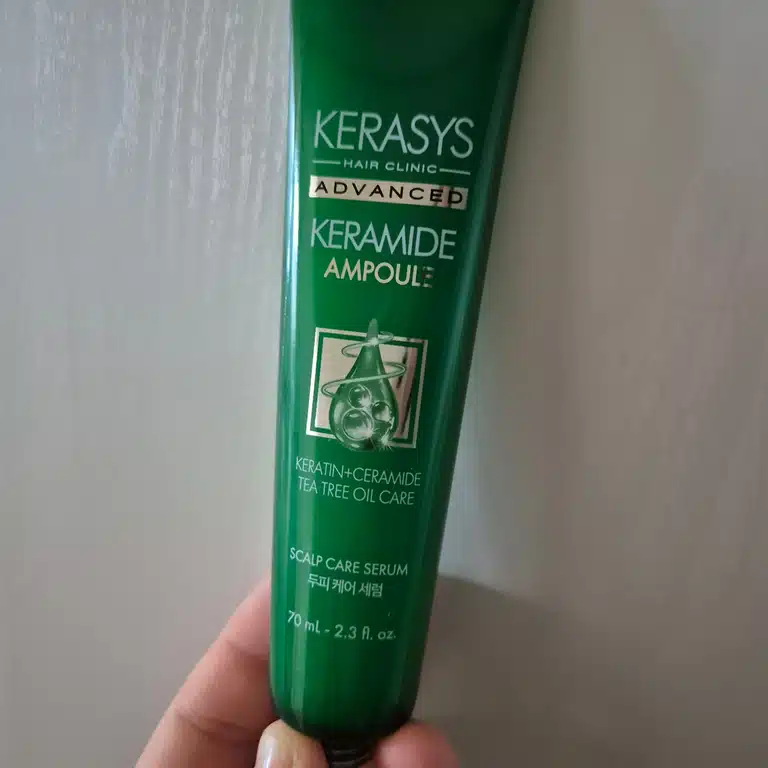 KERASYS
HAIR CLINIC
ADVANCED
KERAMIDE
AMPOULE
KERATIN+CERAMIDE
TEA TREE OIL CARE
SCALP CARE SERUM
두피 케어 세럼
70 mL - 2.3 fl. oz.